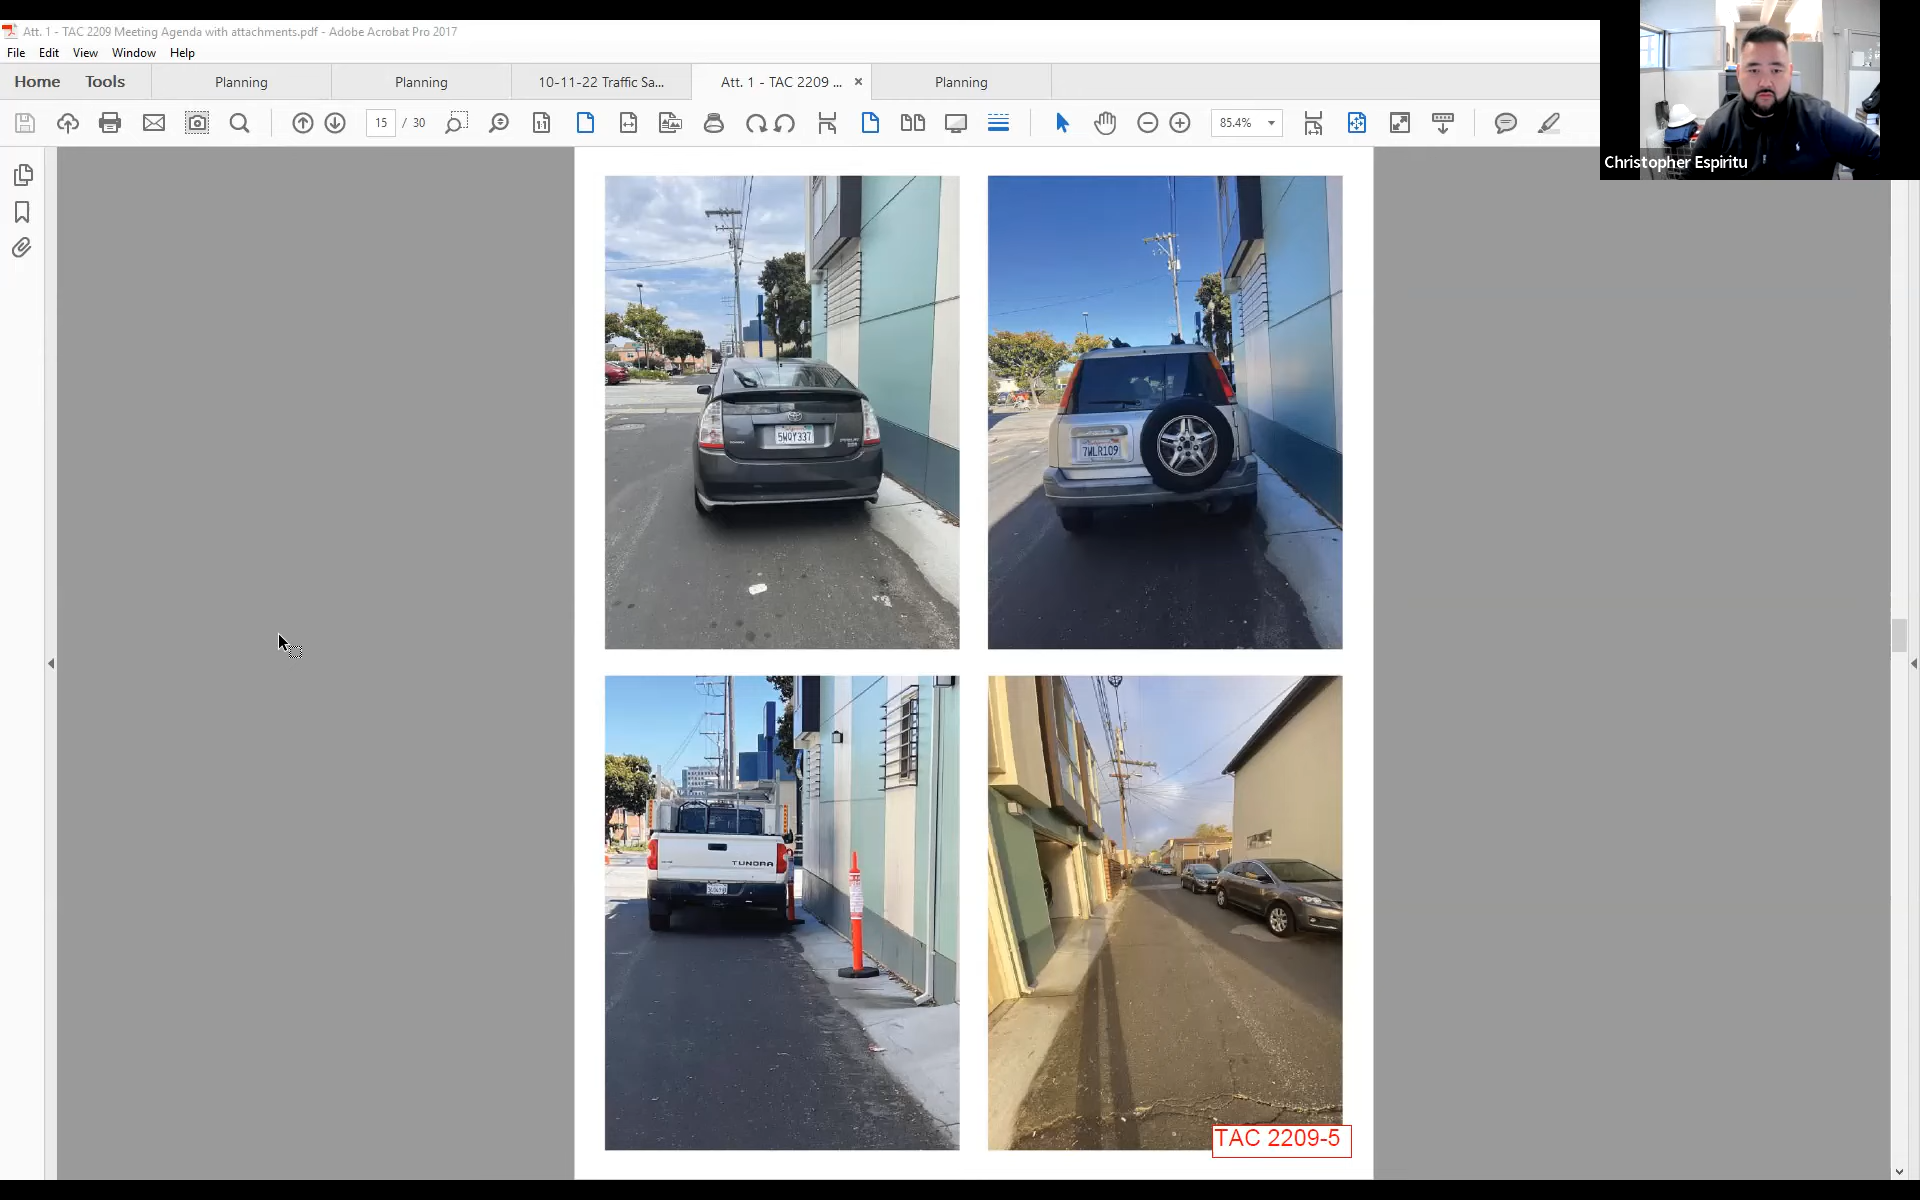 Att. 1 - TAC 2209 Meeting Agenda with attachments.pdf - Adobe Acrobat Pro 2017
File Edit View Window Help
Home Tools Planning Planning 10-11-22 Traffic Sa... Att. 1 - TAC 2209 ... × Planning
15 / 30 85.4%
Christopher Espiritu
5WQY337
7WLR109
TUNDRA
TAC 2209-5